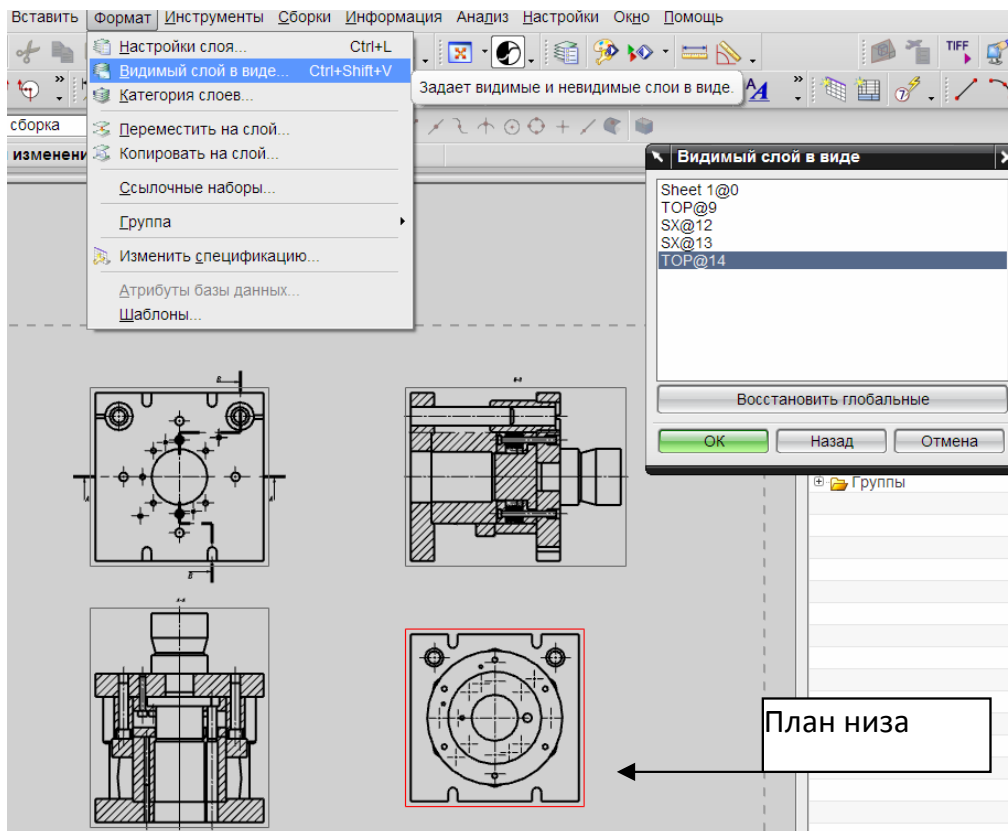 Вставить Формат Инструменты Сборки Информация Анализ Настройки Окно Помощь
Настройки слоя... Ctrl+L
Видимый слой в виде... Ctrl+Shift+V
Задает видимые и невидимые слои в виде.
Категория слоев...
TIFF
сборка
Переместить на слой...
изменени
Копировать на слой...
Ссылочные наборы...
Группа
Изменить спецификацию...
Атрибуты базы данных...
Шаблоны...
Видимый слой в виде
Sheet 1@0
TOP@9
SX@12
SX@13
TOP@14
Восстановить глобальные
ОК Назад Отмена
Группы
План низа